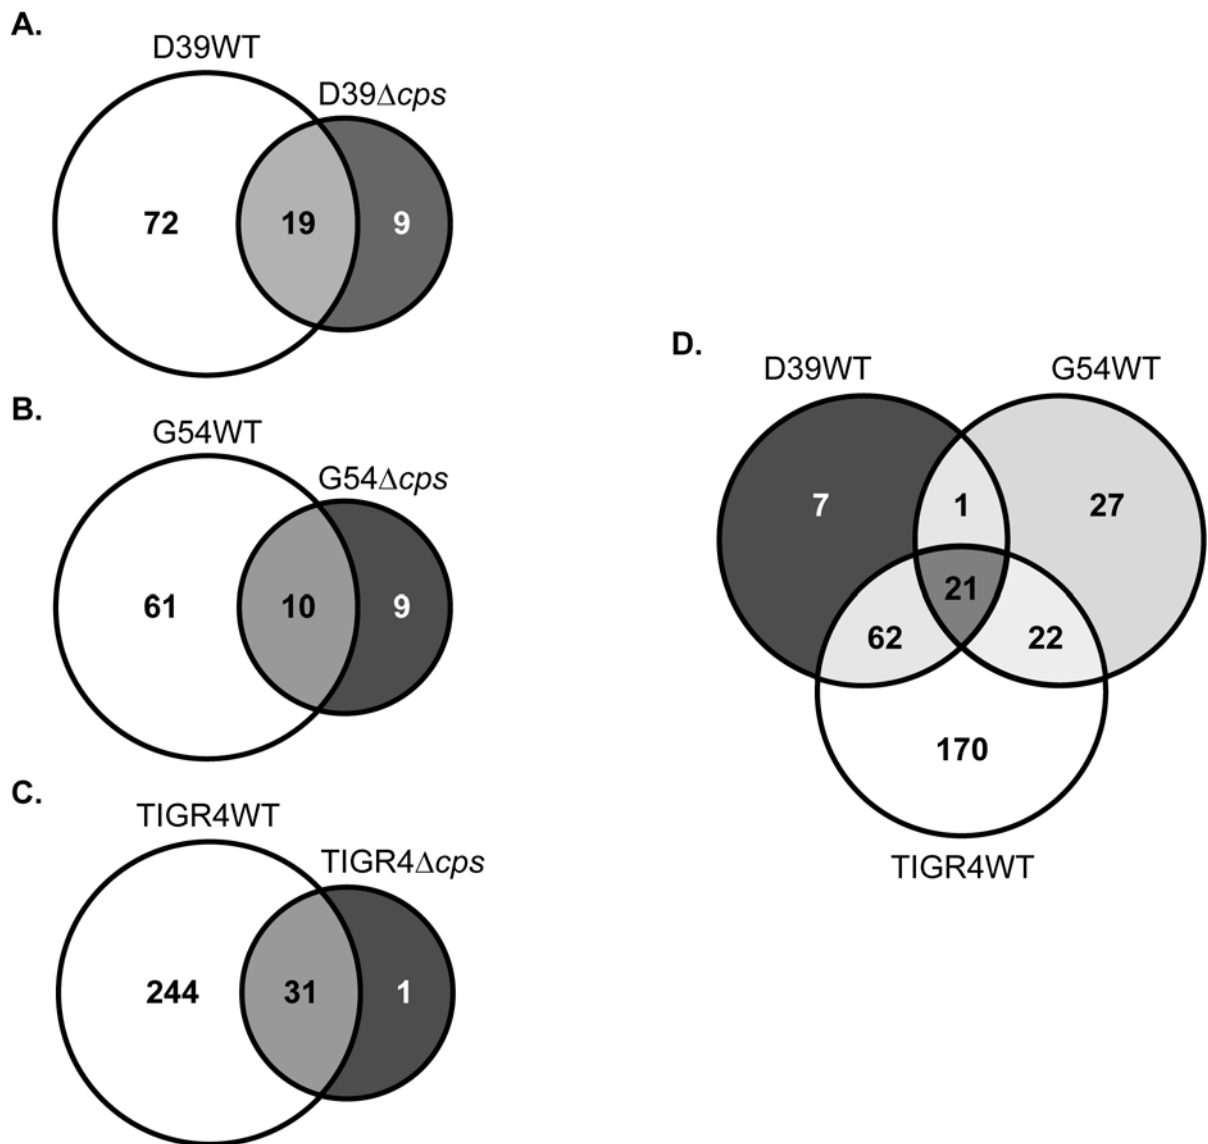 A.
D39WT
D39Δcps
72
19
9
B.
G54WT
G54Δcps
61
10
9
C.
TIGR4WT
TIGR4Δcps
244
31
1
D.
D39WT
G54WT
7
1
27
21
62
22
170
TIGR4WT